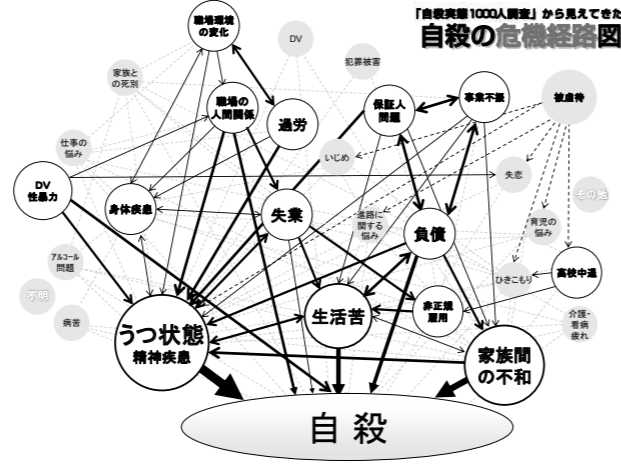 「自殺実態1000人調査」から見えてきた
自殺の危機経路図
職場環境
の変化
DV
犯罪被害
家族と
の死別
職場の
人間関係
過労
保証人
問題
事業不振
被虐待
仕事の
悩み
いじめ
失恋
その他
DV
性暴力
身体疾患
失業
進路に
関する
悩み
負債
育児の
悩み
アルコール
問題
ひきこもり
高校中退
不明
病苦
うつ状態
精神疾患
生活苦
非正規
雇用
介護・
看病
疲れ
家族間
の不和
自殺